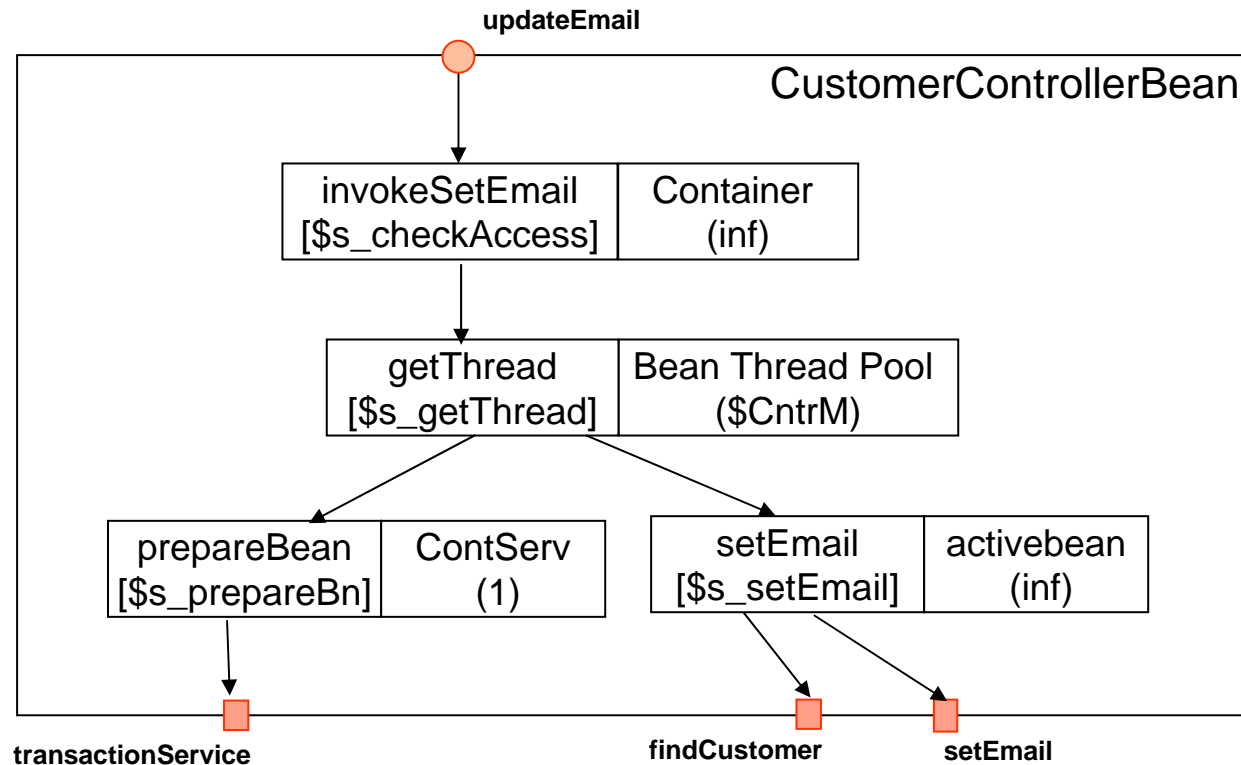 updateEmail
CustomerControllerBean
invokeSetEmail
[$s_checkAccess]
Container
(inf)
getThread
[$s_getThread]
Bean Thread Pool
($CntrM)
prepareBean
[$s_prepareBn]
ContServ
(1)
setEmail
[$s_setEmail]
activebean
(inf)
transactionService
findCustomer
setEmail